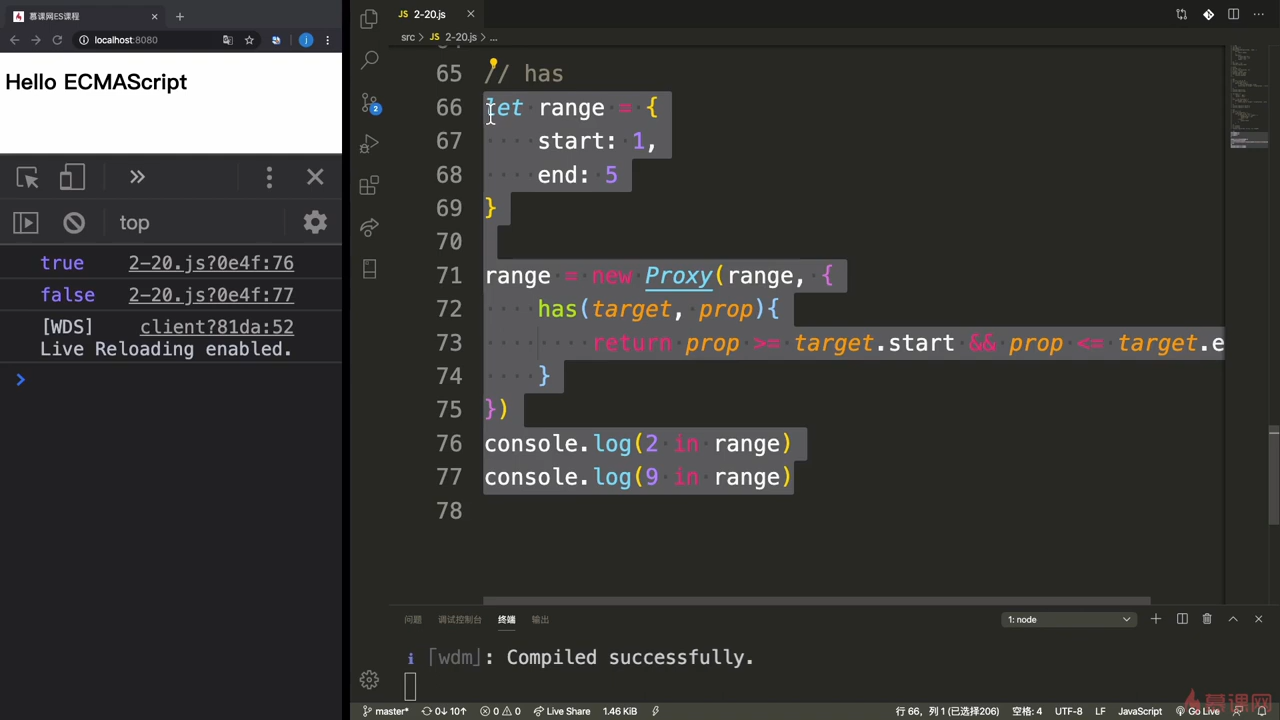 慕课网ES课程
localhost:8080
Hello ECMAScript
top
true 2-20.js?0e4f:76
false 2-20.js?0e4f:77
[WDS] client?81da:52
Live Reloading enabled.
JS 2-20.js
src > JS 2-20.js > ...
65 // has
66 let range = {
67 start: 1,
68 end: 5
69 }
70
71 range = new Proxy(range, {
72 has(target, prop){
73 return prop >= target.start && prop <= target.e
74 }
75 })
76 console.log(2 in range)
77 console.log(9 in range)
78
问题 调试控制台 终端 输出
1: node
i ｢wdm｣: Compiled successfully.
master* 0↓ 10↑ 0 0 Live Share 1.46 KiB
行 66, 列 1 (已选择206) 空格: 4 UTF-8 LF JavaScript Go Live
慕课网
2
j